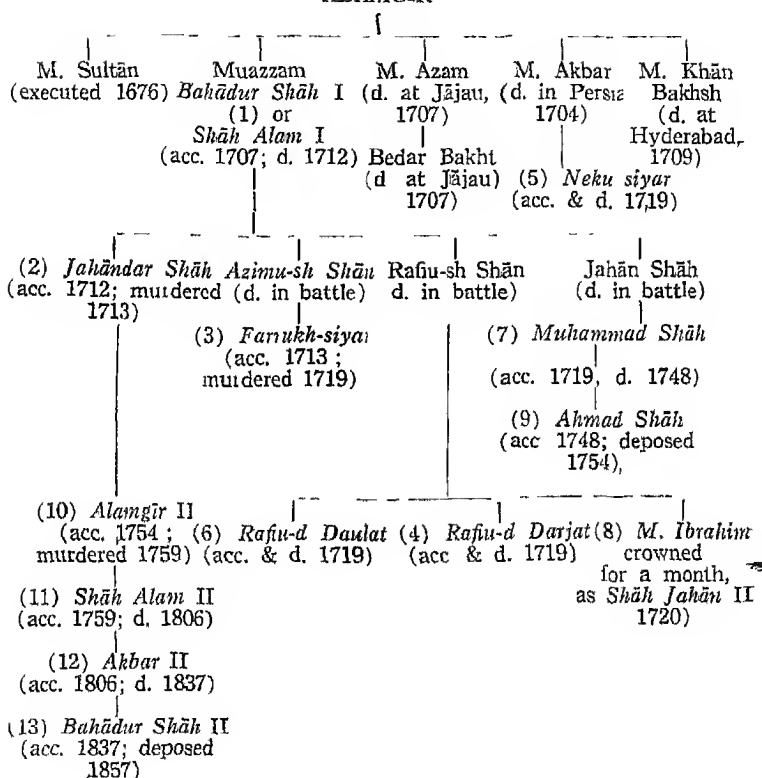 M. Sultān Muazzam M. Azam M. Akbar M. Khān
(executed 1676) Bahādur Shāh I (d. at Jājau, (d. in Persia Bakhsh
(1) or 1707) 1704) (d. at
Shāh Alam I Hyderabad,
(acc. 1707; d. 1712) Bedar Bakht (5) Neku siyar 1709)
(d at Jājau) (acc. & d. 1719)
1707)
(2) Jahāndar Shāh Azimu-sh Shān Rafiu-sh Shān Jahān Shāh
(acc. 1712; murdered (d. in battle) d. in battle) (d. in battle)
1713)
(3) Farrukh-siyar (7) Muhammad Shāh
(acc. 1713 ; (acc. 1719, d. 1748)
murdered 1719)
(9) Ahmad Shāh
(acc 1748; deposed
1754),
(10) Alamgīr II
(acc. 1754 ; (6) Rafiu-d Daulat (4) Rafiu-d Darjat (8) M. Ibrahim
murdered 1759) (acc. & d. 1719) (acc & d. 1719) crowned
for a month,
(11) Shāh Alam II as Shāh Jahān II
(acc. 1759; d. 1806) 1720)
(12) Akbar II
(acc. 1806; d. 1837)
(13) Bahādur Shāh II
(acc. 1837; deposed
1857)